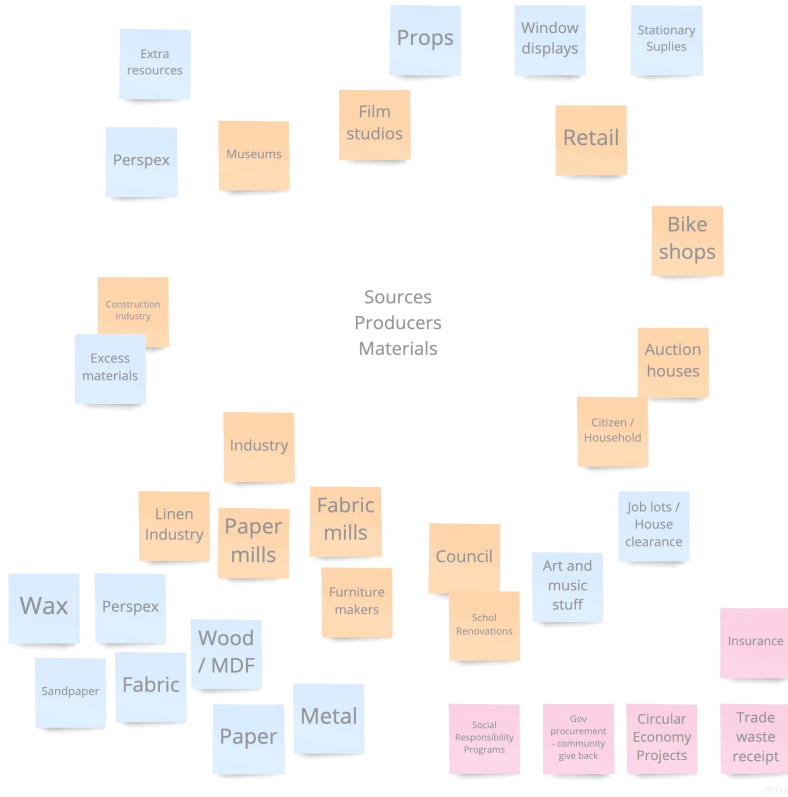 Props
Window
displays
Stationary
Suplies
Extra
resources
Film
studios
Retail
Perspex
Museums
Bike
shops
Construction
Industry
Sources
Producers
Materials
Excess
materials
Auction
houses
Citizen /
Household
Industry
Linen
Industry
Paper
mills
Fabric
mills
Job lots /
House
clearance
Council
Art and
music
stuff
Wax
Perspex
Furniture
makers
Schol
Renovations
Wood
/ MDF
Insurance
Sandpaper
Fabric
Paper
Metal
Social
Responsibility
Programs
Gov
procurement
- community
give back
Circular
Economy
Projects
Trade
waste
receipt